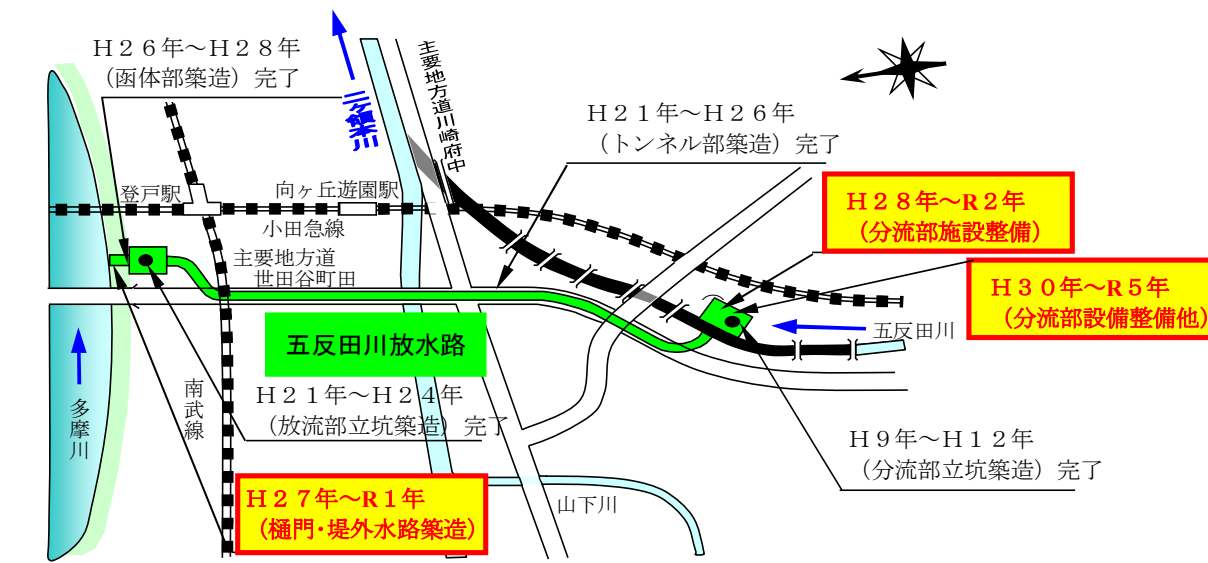 H26年~H28年
(函体部築造)完了
二ヶ領本川
主要地方道川崎府中
H21年~H26年
(トンネル部築造)完了
登戸駅
向ヶ丘遊園駅
小田急線
H28年~R2年
(分流部施設整備)
主要地方道
世田谷町田
H30年~R5年
(分流部設備整備他)
五反田川
五反田川放水路
南武線
多摩川
H21年~H24年
(放流部立坑築造)完了
H9年~H12年
(分流部立坑築造)完了
H27年~R1年
(樋門・堤外水路築造)
山下川